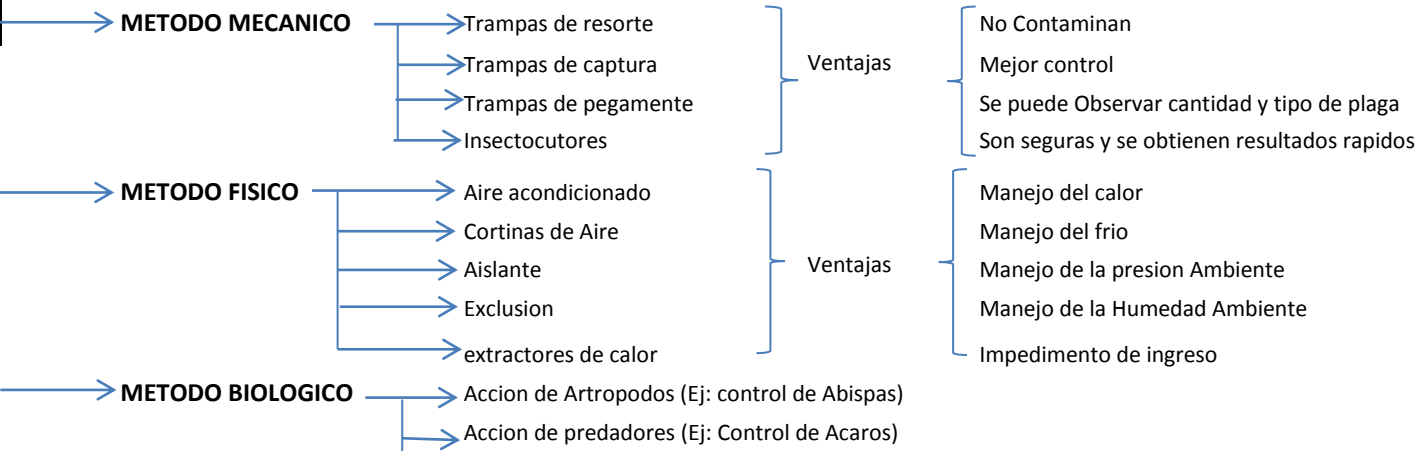 METODO MECANICO
Trampas de resorte
Trampas de captura
Trampas de pegamente
Insectocutores
Ventajas
No Contaminan
Mejor control
Se puede Observar cantidad y tipo de plaga
Son seguras y se obtienen resultados rapidos
METODO FISICO
Aire acondicionado
Cortinas de Aire
Aislante
Exclusion
extractores de calor
Ventajas
Manejo del calor
Manejo del frio
Manejo de la presion Ambiente
Manejo de la Humedad Ambiente
Impedimento de ingreso
METODO BIOLOGICO
Accion de Artropodos (Ej: control de Abispas)
Accion de predadores (Ej: Control de Acaros)